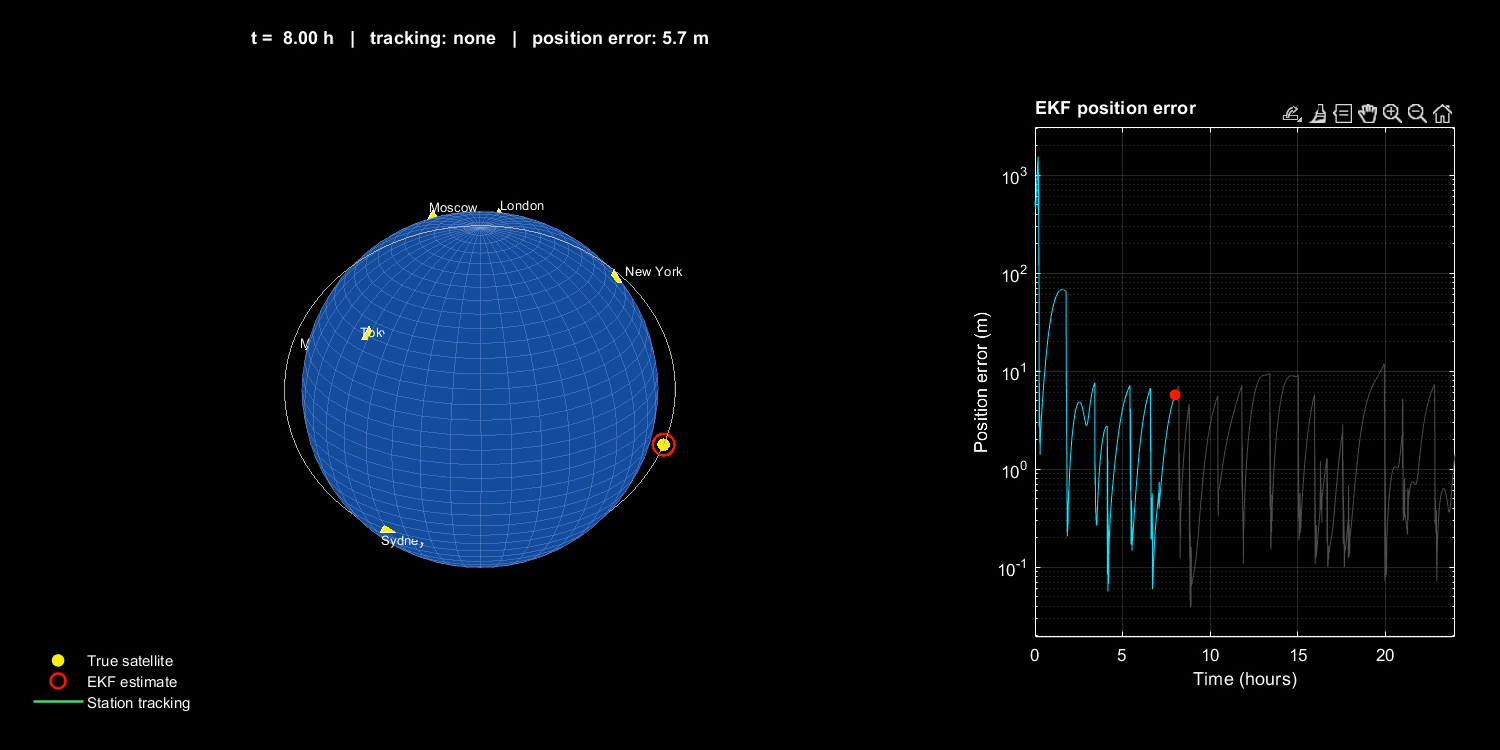 t = 8.00 h | tracking: none | position error: 5.7 m
EKF position error
Moscow
London
New York
Tok
M
Sydne
True satellite
EKF estimate
Station tracking
Position error (m)
10^3
10^2
10^1
10^0
10^-1
0 5 10 15 20
Time (hours)